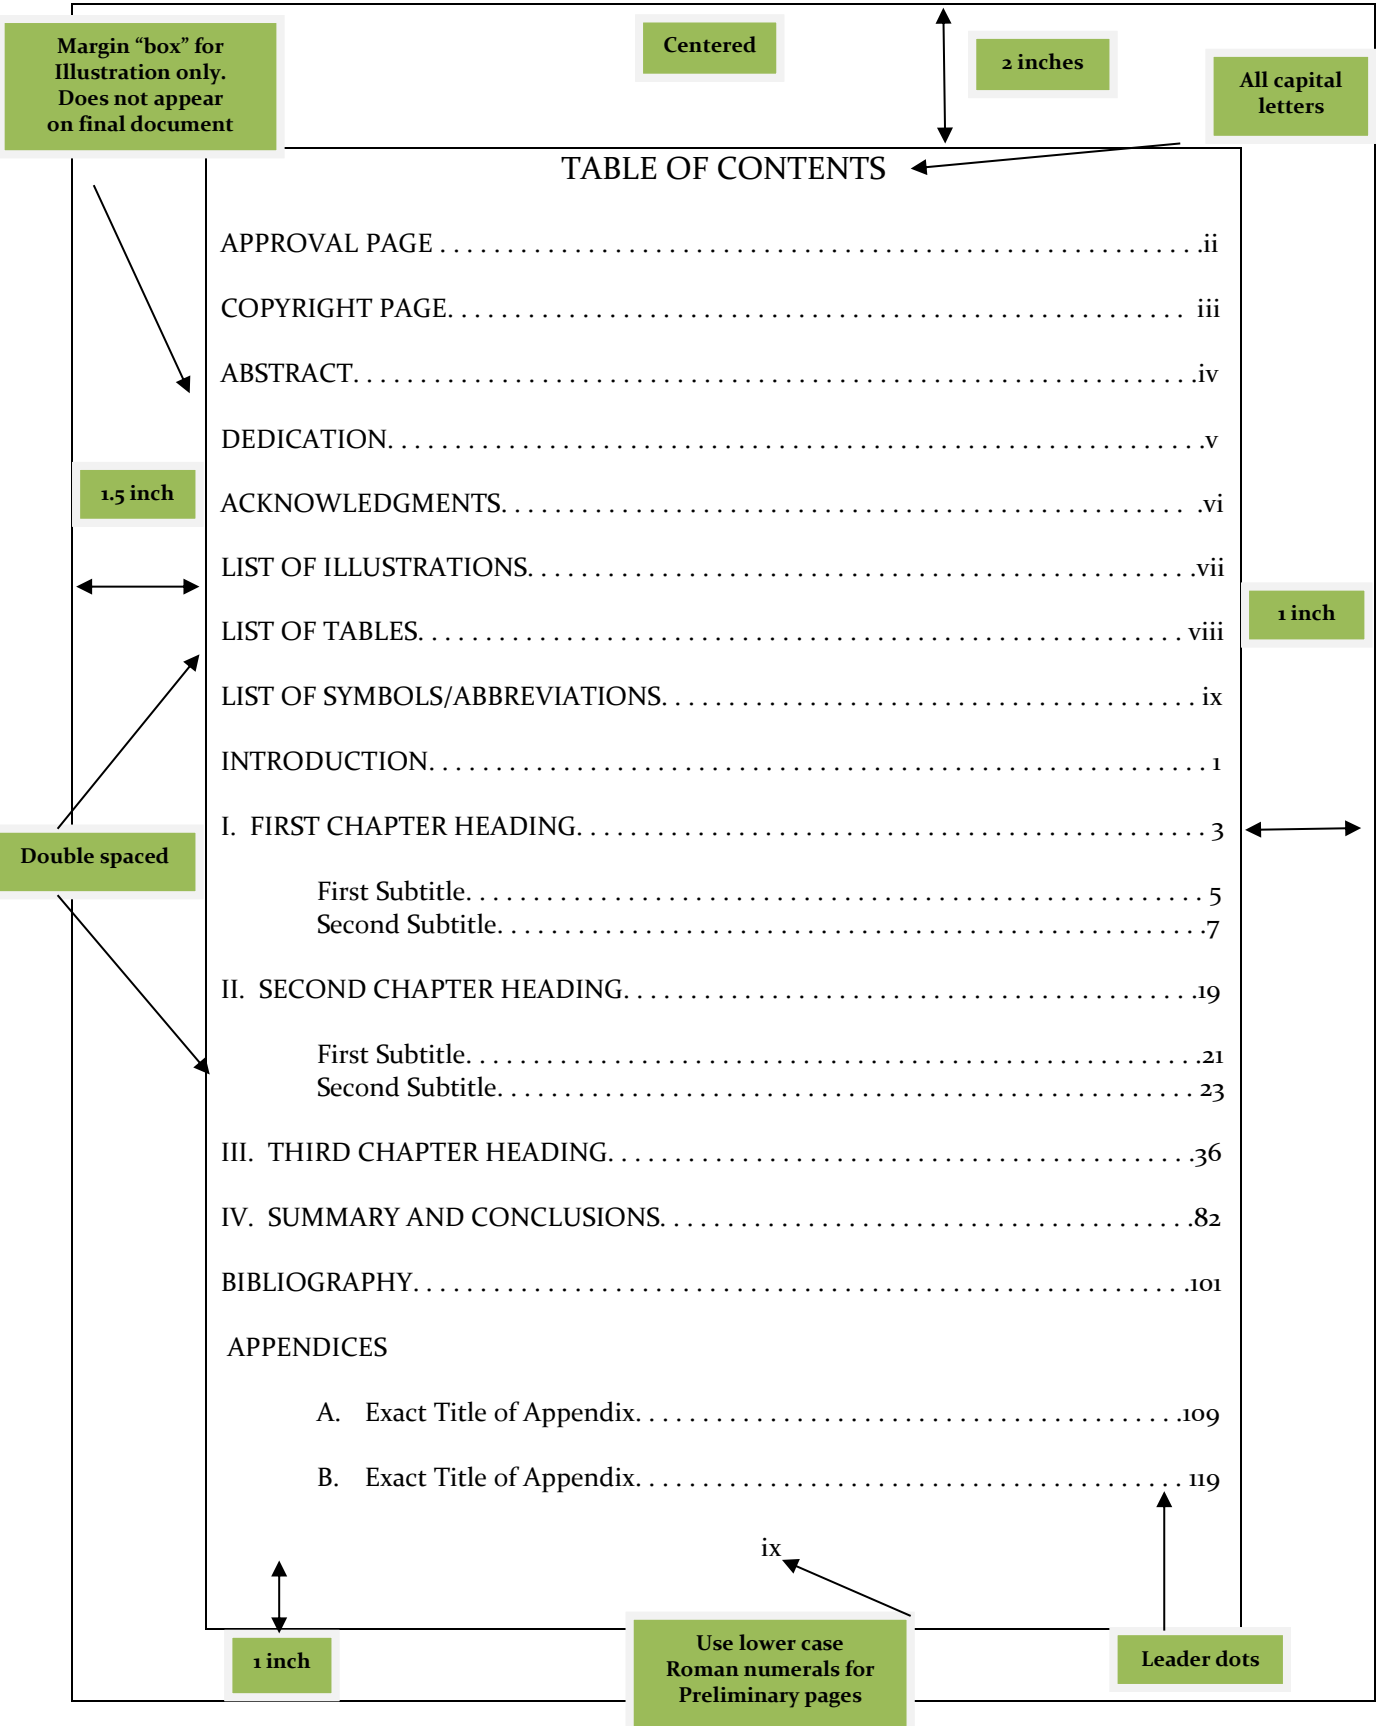 Margin “box” for
Illustration only.
Does not appear
on final document
Centered
2 inches
All capital
letters
TABLE OF CONTENTS
APPROVAL PAGE . . . . . . . . . . . . . . . . . . . . . . . . . . . . . . . . . . . . . . . . . . . . . . . . . . . . . . . . .ii
COPYRIGHT PAGE. . . . . . . . . . . . . . . . . . . . . . . . . . . . . . . . . . . . . . . . . . . . . . . . . . . . . . . iii
ABSTRACT. . . . . . . . . . . . . . . . . . . . . . . . . . . . . . . . . . . . . . . . . . . . . . . . . . . . . . . . . . . . . . .iv
DEDICATION. . . . . . . . . . . . . . . . . . . . . . . . . . . . . . . . . . . . . . . . . . . . . . . . . . . . . . . . . . . . .v
1.5 inch
ACKNOWLEDGMENTS. . . . . . . . . . . . . . . . . . . . . . . . . . . . . . . . . . . . . . . . . . . . . . . . . . . .vi
LIST OF ILLUSTRATIONS. . . . . . . . . . . . . . . . . . . . . . . . . . . . . . . . . . . . . . . . . . . . . . . . . .vii
1 inch
LIST OF TABLES. . . . . . . . . . . . . . . . . . . . . . . . . . . . . . . . . . . . . . . . . . . . . . . . . . . . . . . . . viii
LIST OF SYMBOLS/ABBREVIATIONS. . . . . . . . . . . . . . . . . . . . . . . . . . . . . . . . . . . . . . . . ix
INTRODUCTION. . . . . . . . . . . . . . . . . . . . . . . . . . . . . . . . . . . . . . . . . . . . . . . . . . . . . . . . . . 1
I. FIRST CHAPTER HEADING. . . . . . . . . . . . . . . . . . . . . . . . . . . . . . . . . . . . . . . . . . . . . . . 3
Double spaced
First Subtitle. . . . . . . . . . . . . . . . . . . . . . . . . . . . . . . . . . . . . . . . . . . . . . . . . . . . . . . 5
Second Subtitle. . . . . . . . . . . . . . . . . . . . . . . . . . . . . . . . . . . . . . . . . . . . . . . . . . . . .7
II. SECOND CHAPTER HEADING. . . . . . . . . . . . . . . . . . . . . . . . . . . . . . . . . . . . . . . . . . .19
First Subtitle. . . . . . . . . . . . . . . . . . . . . . . . . . . . . . . . . . . . . . . . . . . . . . . . . . . . . . .21
Second Subtitle. . . . . . . . . . . . . . . . . . . . . . . . . . . . . . . . . . . . . . . . . . . . . . . . . . . . 23
III. THIRD CHAPTER HEADING. . . . . . . . . . . . . . . . . . . . . . . . . . . . . . . . . . . . . . . . . . . .36
IV. SUMMARY AND CONCLUSIONS. . . . . . . . . . . . . . . . . . . . . . . . . . . . . . . . . . . . . . . .82
BIBLIOGRAPHY. . . . . . . . . . . . . . . . . . . . . . . . . . . . . . . . . . . . . . . . . . . . . . . . . . . . . . . . . .101
APPENDICES
A. Exact Title of Appendix. . . . . . . . . . . . . . . . . . . . . . . . . . . . . . . . . . . . . . . . .109
B. Exact Title of Appendix. . . . . . . . . . . . . . . . . . . . . . . . . . . . . . . . . . . . . . . . . 119
ix
1 inch
Use lower case
Roman numerals for
Preliminary pages
Leader dots